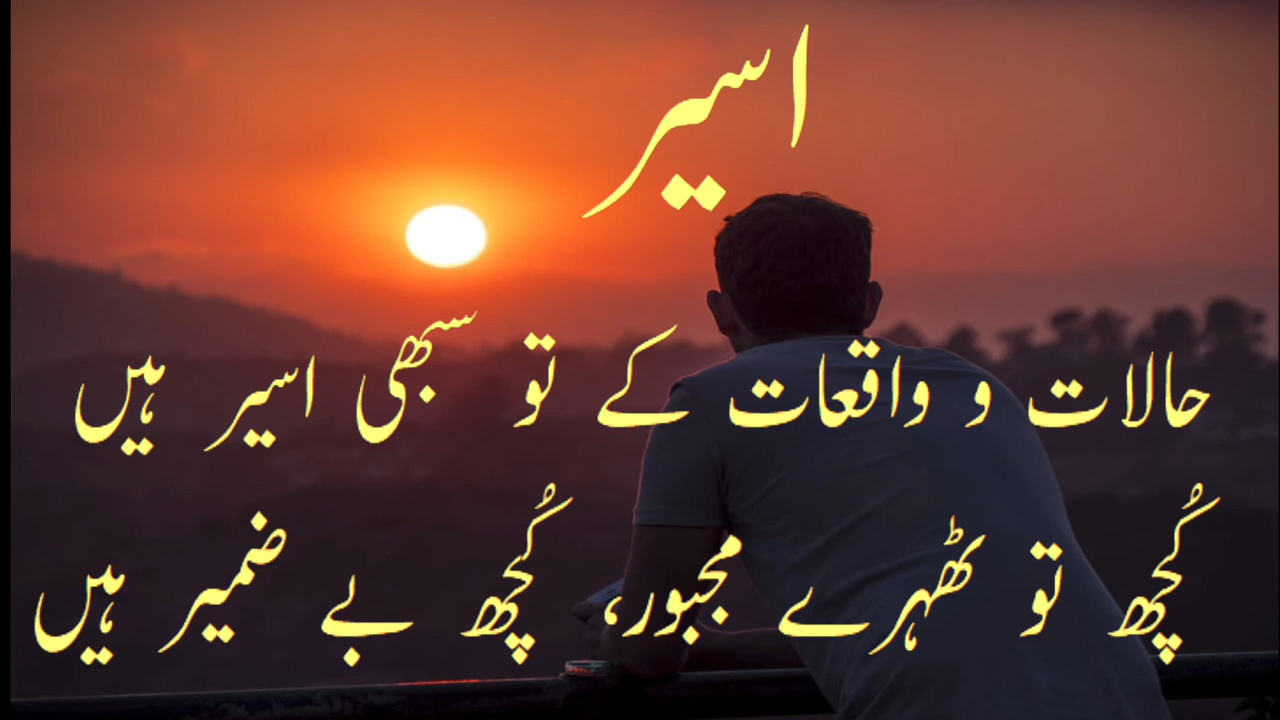 اسیر
حالات و واقعات کے تو سبھی اسیر ہیں
کُچھ تو ٹھہرے مجبور، کُچھ بے ضمیر ہیں